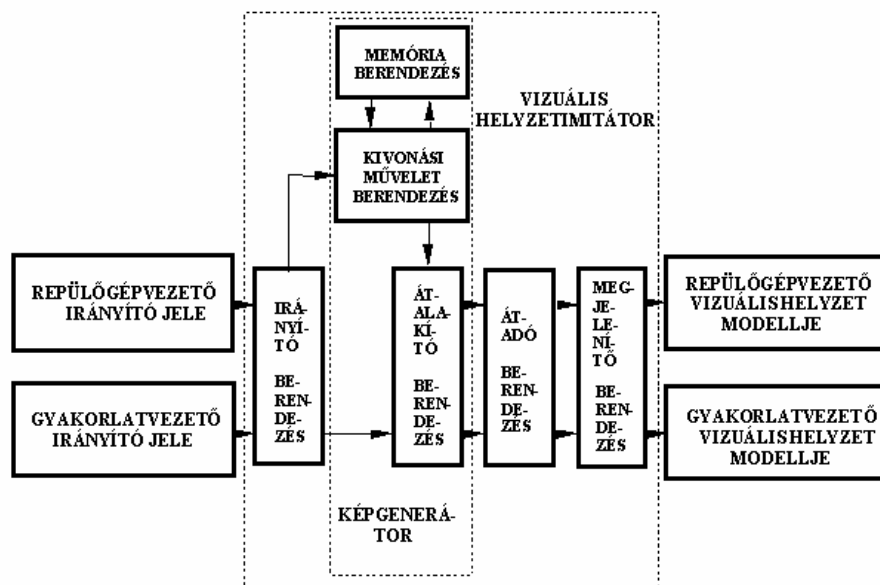 MEMÓRIA
BERENDEZÉS
VIZUÁLIS
HELYZETIMITÁTOR
KIVONÁSI
MŰVELET
BERENDEZÉS
REPÜLŐGÉPVEZETŐ
IRÁNYÍTÓ JELE
GYAKORLATVEZETŐ
IRÁNYÍTÓ JELE
IRÁ-
NYÍ-
TÓ
BE-
REN-
DE-
ZÉS
ÁT-
ALA-
KÍ-
TÓ
BE-
REN-
DE-
ZÉS
ÁT-
ADÓ
BE-
REN-
DE-
ZÉS
MEG-
JE-
LE-
NÍ-
TŐ
BE-
REN-
DE-
ZÉS
REPÜLŐGÉPVEZETŐ
VIZUÁLISHELYZET
MODELLJE
GYAKORLATVEZETŐ
VIZUÁLISHELYZET
MODELLJE
KÉPGENERÁ-
TOR